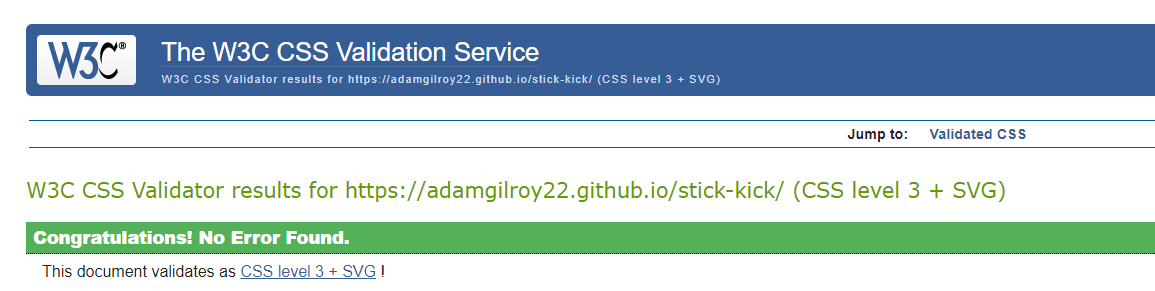 W3C®
The W3C CSS Validation Service
W3C CSS Validator results for https://adamgilroy22.github.io/stick-kick/ (CSS level 3 + SVG)
Jump to: Validated CSS
W3C CSS Validator results for https://adamgilroy22.github.io/stick-kick/ (CSS level 3 + SVG)
Congratulations! No Error Found.
This document validates as CSS level 3 + SVG !